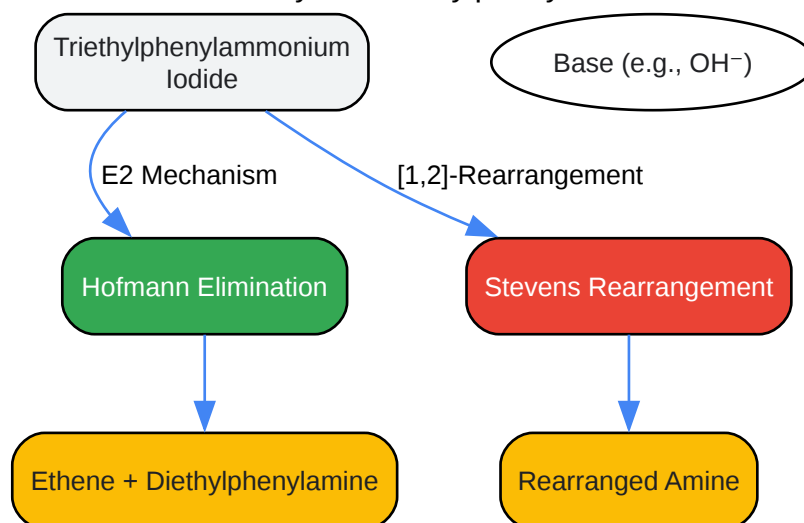 Triethylphenylammonium
Iodide
Base (e.g., OH⁻)
E2 Mechanism
[1,2]-Rearrangement
Hofmann Elimination
Stevens Rearrangement
Ethene + Diethylphenylamine
Rearranged Amine